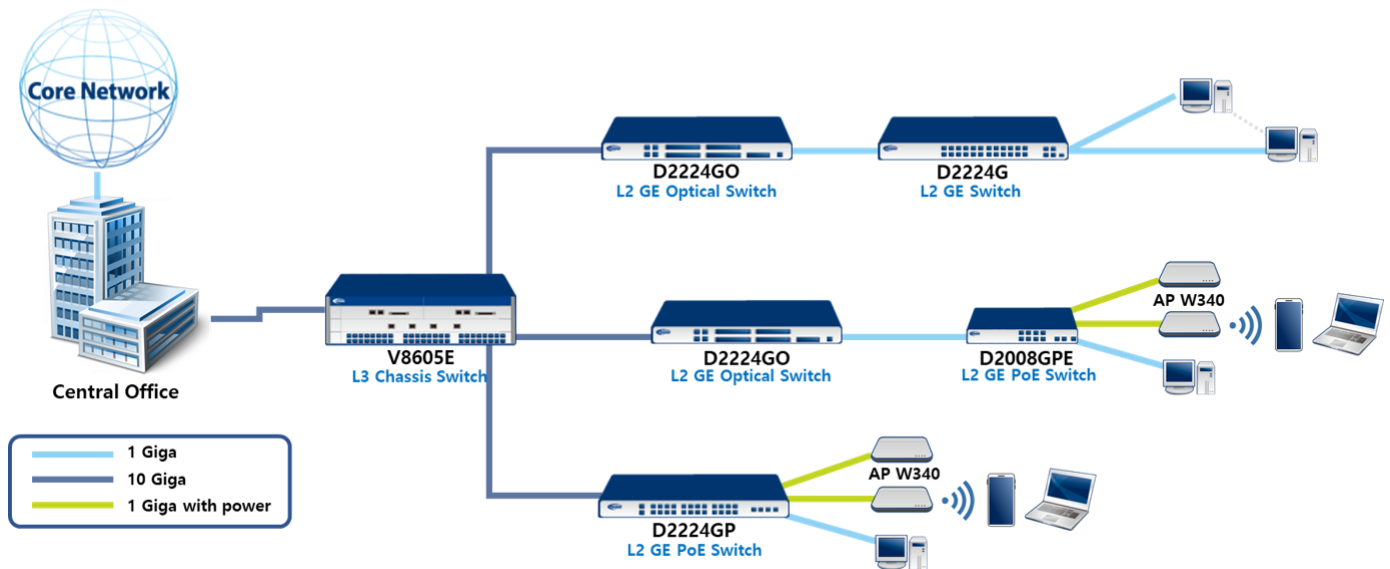 Core Network
Central Office
1 Giga
10 Giga
1 Giga with power
V8605E
L3 Chassis Switch
D2224GO
L2 GE Optical Switch
D2224G
L2 GE Switch
D2224GO
L2 GE Optical Switch
D2008GPE
L2 GE PoE Switch
AP W340
D2224GP
L2 GE PoE Switch
AP W340